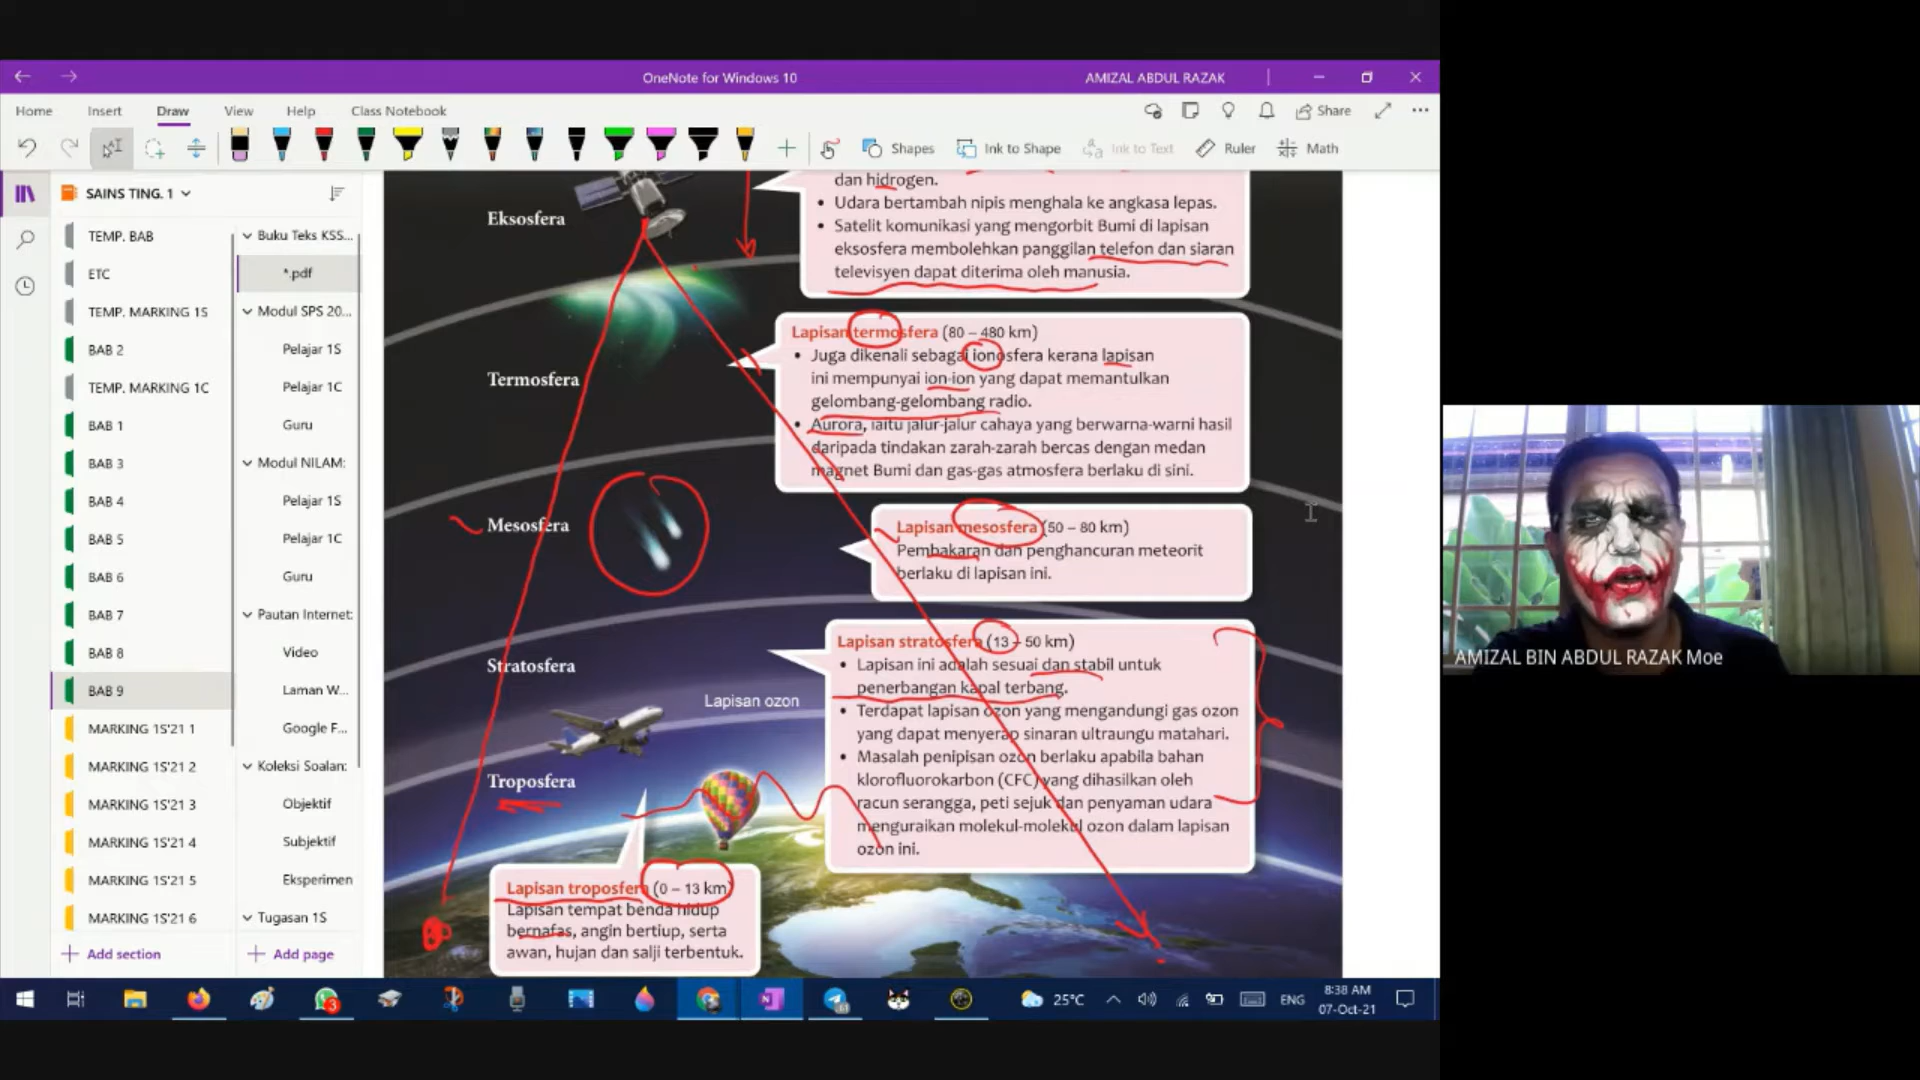 OneNote for Windows 10
AMIZAL ABDUL RAZAK
Home Insert Draw View Help Class Notebook
Share
Shapes Ink to Shape Ink to Text Ruler Math
SAINS TING. 1
TEMP. BAB
ETC
TEMP. MARKING 1S
BAB 2
TEMP. MARKING 1C
BAB 1
BAB 3
BAB 4
BAB 5
BAB 6
BAB 7
BAB 8
BAB 9
MARKING 1S'21 1
MARKING 1S'21 2
MARKING 1S'21 3
MARKING 1S'21 4
MARKING 1S'21 5
MARKING 1S'21 6
Add section
Buku Teks KSS...
*.pdf
Modul SPS 20...
Pelajar 1S
Pelajar 1C
Guru
Modul NILAM:
Pelajar 1S
Pelajar 1C
Guru
Pautan Internet:
Video
Laman W...
Google F...
Koleksi Soalan:
Objektif
Subjektif
Eksperimen
Tugasan 1S
Add page
Eksosfera
dan hidrogen.
• Udara bertambah nipis menghala ke angkasa lepas.
• Satelit komunikasi yang mengorbit Bumi di lapisan
eksosfera membolehkan panggilan telefon dan siaran
televisyen dapat diterima oleh manusia.
Termosfera
Lapisan termosfera (80 – 480 km)
• Juga dikenali sebagai ionosfera kerana lapisan
ini mempunyai ion-ion yang dapat memantulkan
gelombang-gelombang radio.
• Aurora, iaitu jalur-jalur cahaya yang berwarna-warni hasil
daripada tindakan zarah-zarah bercas dengan medan
magnet Bumi dan gas-gas atmosfera berlaku di sini.
Mesosfera
Lapisan mesosfera (50 – 80 km)
Pembakaran dan penghancuran meteorit
berlaku di lapisan ini.
Stratosfera
Lapisan ozon
Lapisan stratosfera (13 – 50 km)
• Lapisan ini adalah sesuai dan stabil untuk
penerbangan kapal terbang.
• Terdapat lapisan ozon yang mengandungi gas ozon
yang dapat menyerap sinaran ultraungu matahari.
• Masalah penipisan ozon berlaku apabila bahan
klorofluorokarbon (CFC) yang dihasilkan oleh
racun serangga, peti sejuk dan penyaman udara
menguraikan molekul-molekul ozon dalam lapisan
ozon ini.
Troposfera
Lapisan troposfera (0 – 13 km)
Lapisan tempat benda hidup
bernafas, angin bertiup, serta
awan, hujan dan salji terbentuk.
AMIZAL BIN ABDUL RAZAK Moe
3
25°C
ENG
8:38 AM
07-Oct-21